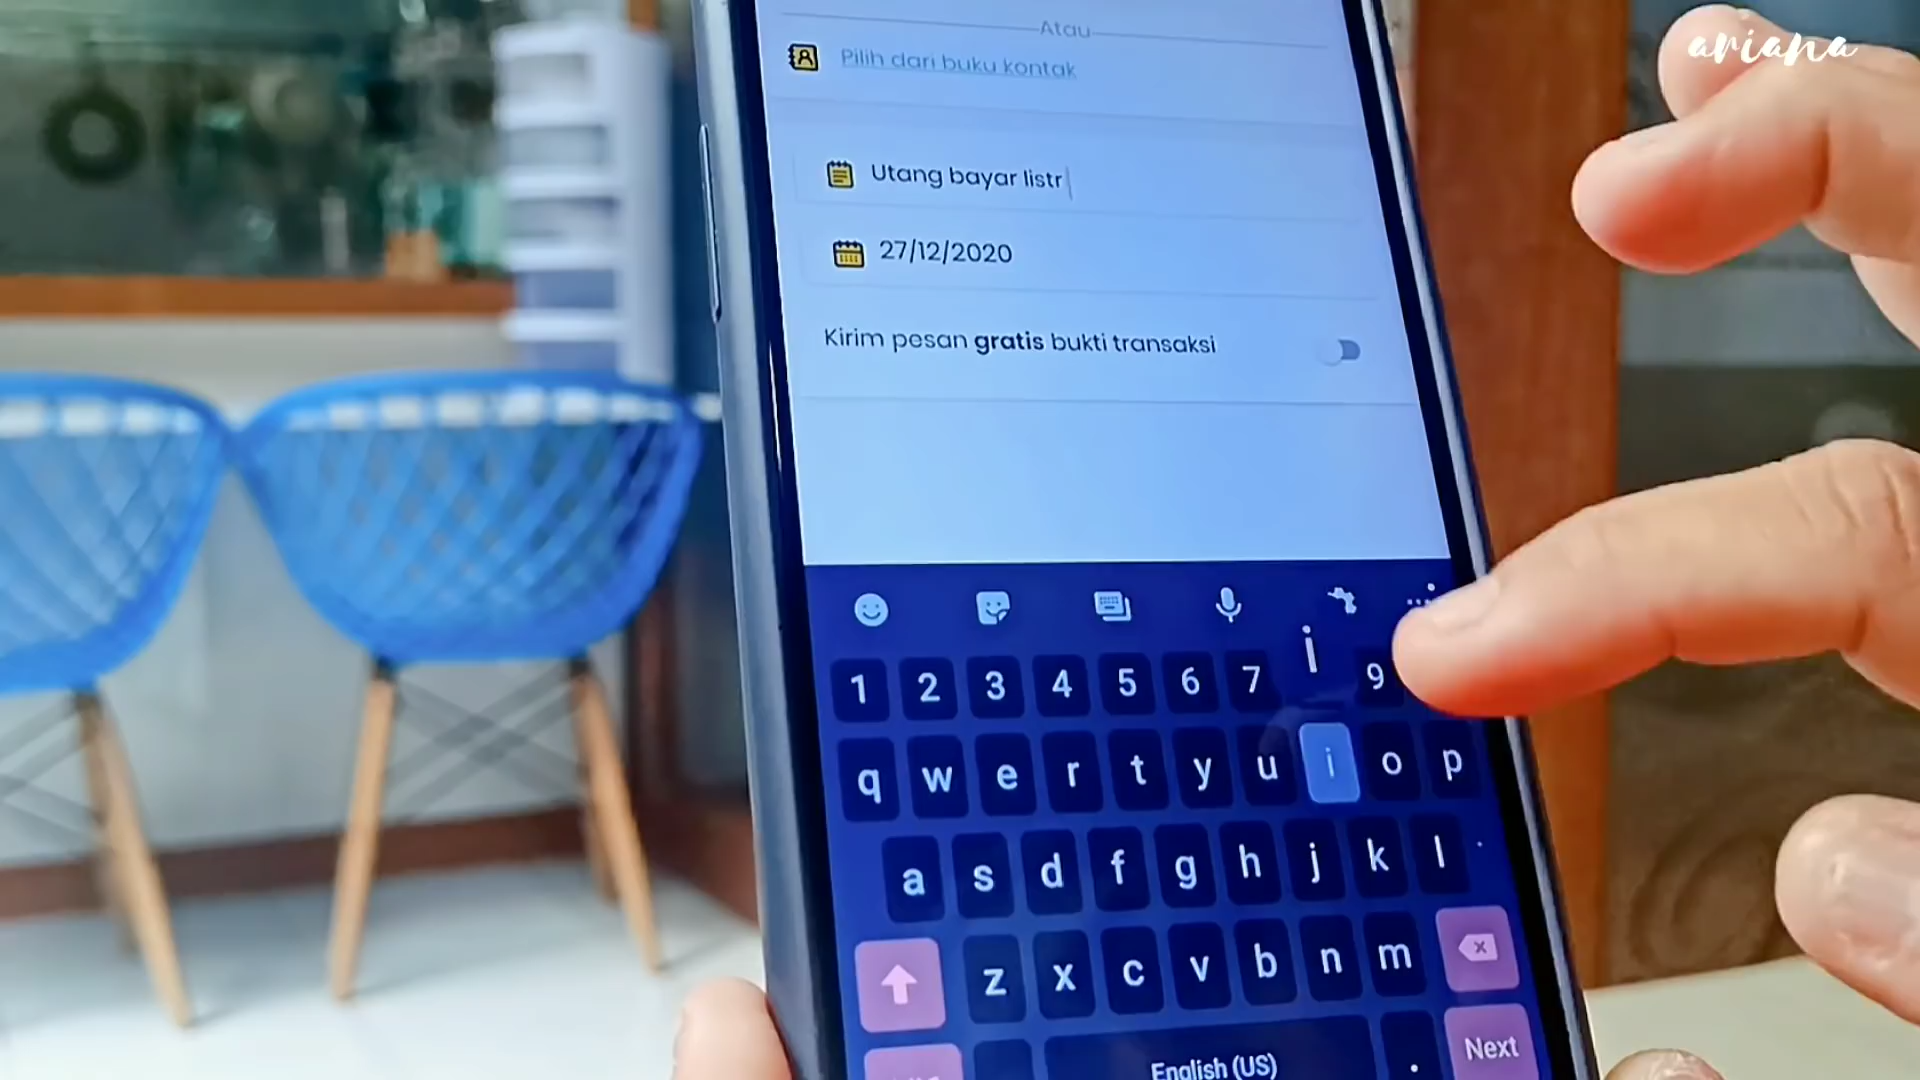 ariana
Atau
Pilih dari buku kontak
Utang bayar listr
27/12/2020
Kirim pesan gratis bukti transaksi
i
1 2 3 4 5 6 7 9
q w e r t y u i o p
a s d f g h j k l
z x c v b n m
English (US) . Next